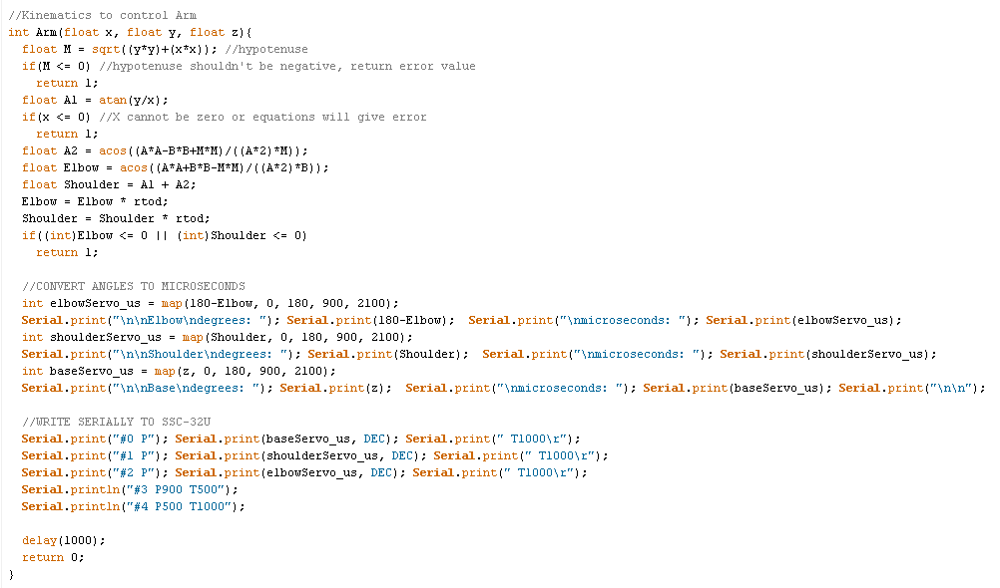 //Kinematics to control Arm
int Arm(float x, float y, float z){
  float M = sqrt((y*y)+(x*x)); //hypotenuse
  if(M <= 0) //hypotenuse shouldn't be negative, return error value
    return 1;
  float A1 = atan(y/x);
  if(x <= 0) //X cannot be zero or equations will give error
    return 1;
  float A2 = acos((A*A-B*B+M*M)/((A*2)*M));
  float Elbow = acos((A*A+B*B-M*M)/((A*2)*B));
  float Shoulder = A1 + A2;
  Elbow = Elbow * rtod;
  Shoulder = Shoulder * rtod;
  if((int)Elbow <= 0 || (int)Shoulder <= 0)
    return 1;
  //CONVERT ANGLES TO MICROSECONDS
  int elbowServo_us = map(180-Elbow, 0, 180, 900, 2100);
  Serial.print("\n\nElbow\ndegrees: "); Serial.print(180-Elbow);  Serial.print("\nmicroseconds: "); Serial.print(elbowServo_us);
  int shoulderServo_us = map(Shoulder, 0, 180, 900, 2100);
  Serial.print("\n\nShoulder\ndegrees: "); Serial.print(Shoulder);  Serial.print("\nmicroseconds: "); Serial.print(shoulderServo_us);
  int baseServo_us = map(z, 0, 180, 900, 2100);
  Serial.print("\n\nBase\ndegrees: "); Serial.print(z);  Serial.print("\nmicroseconds: "); Serial.print(baseServo_us); Serial.print("\n\n");
  //WRITE SERIALLY TO SSC-32U
  Serial.print("#0 P"); Serial.print(baseServo_us, DEC); Serial.print(" T1000\r");
  Serial.print("#1 P"); Serial.print(shoulderServo_us, DEC); Serial.print(" T1000\r");
  Serial.print("#2 P"); Serial.print(elbowServo_us, DEC); Serial.print(" T1000\r");
  Serial.println("#3 P900 T500");
  Serial.println("#4 P500 T1000");
  delay(1000);
  return 0;
}